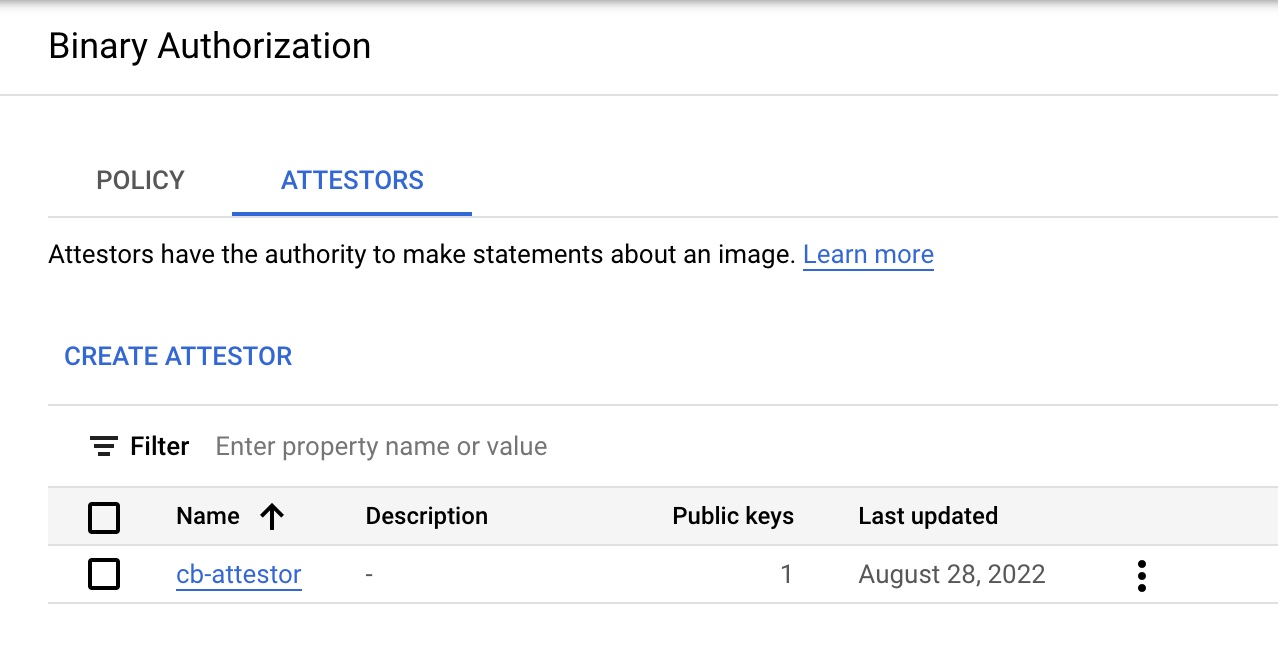 Binary Authorization
POLICY ATTESTORS
Attestors have the authority to make statements about an image. Learn more
CREATE ATTESTOR
Filter Enter property name or value
Name Description Public keys Last updated
cb-attestor - 1 August 28, 2022